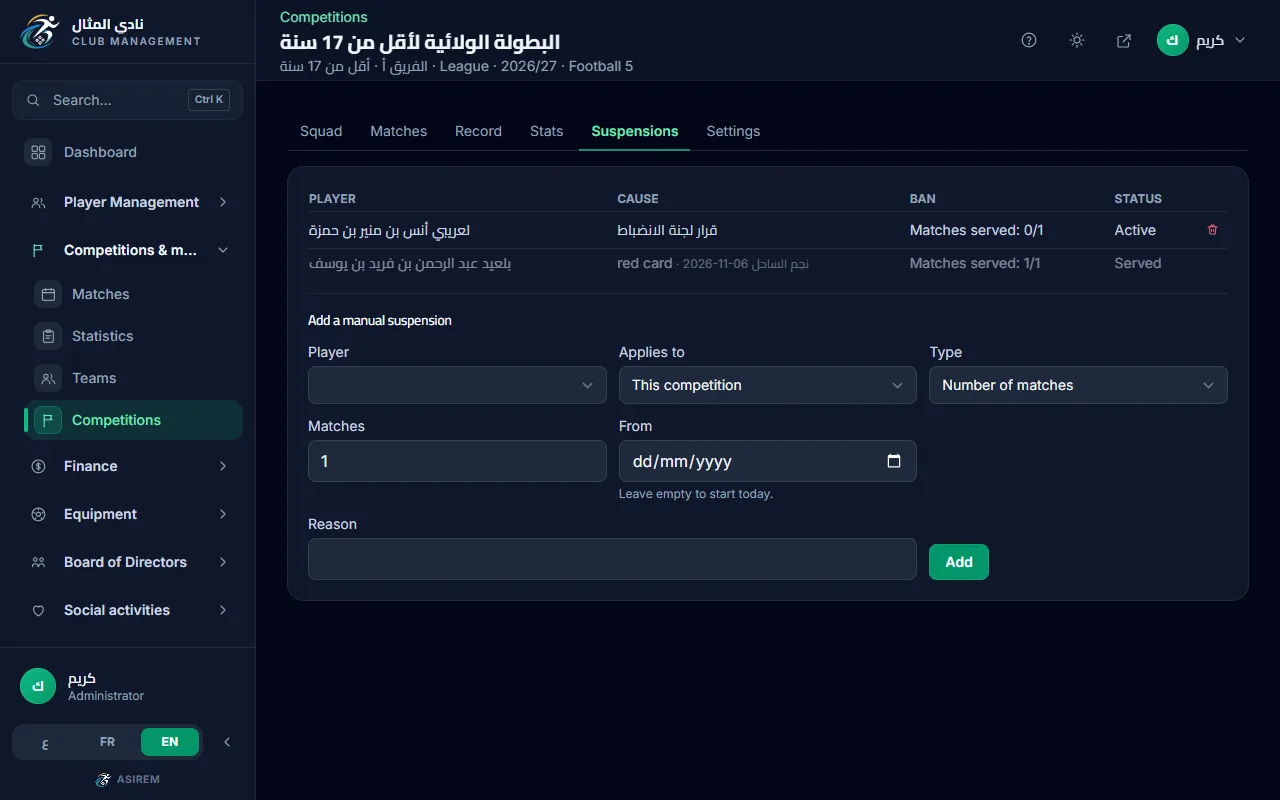 نادي المثال
CLUB MANAGEMENT
Search...
Ctrl K
Dashboard
Player Management
Competitions & m...
Matches
Statistics
Teams
Competitions
Finance
Equipment
Board of Directors
Social activities
ك
كريم
Administrator
ع
FR
EN
ASIREM
Competitions
البطولة الولائية لأقل من 17 سنة
الفريق أ · أقل من 17 سنة · League · 2026/27 · Football 5
ك
كريم
Squad
Matches
Record
Stats
Suspensions
Settings
PLAYER CAUSE BAN STATUS
لعريبي أنس بن منير بن حمزة قرار لجنة الانضباط Matches served: 0/1 Active
بلعيد عبد الرحمن بن فريد بن يوسف red card · 2026-11-06 نجم الساحل Matches served: 1/1 Served
Add a manual suspension
Player
Applies to
This competition
Type
Number of matches
Matches
1
From
dd/mm/yyyy
Leave empty to start today.
Reason
Add